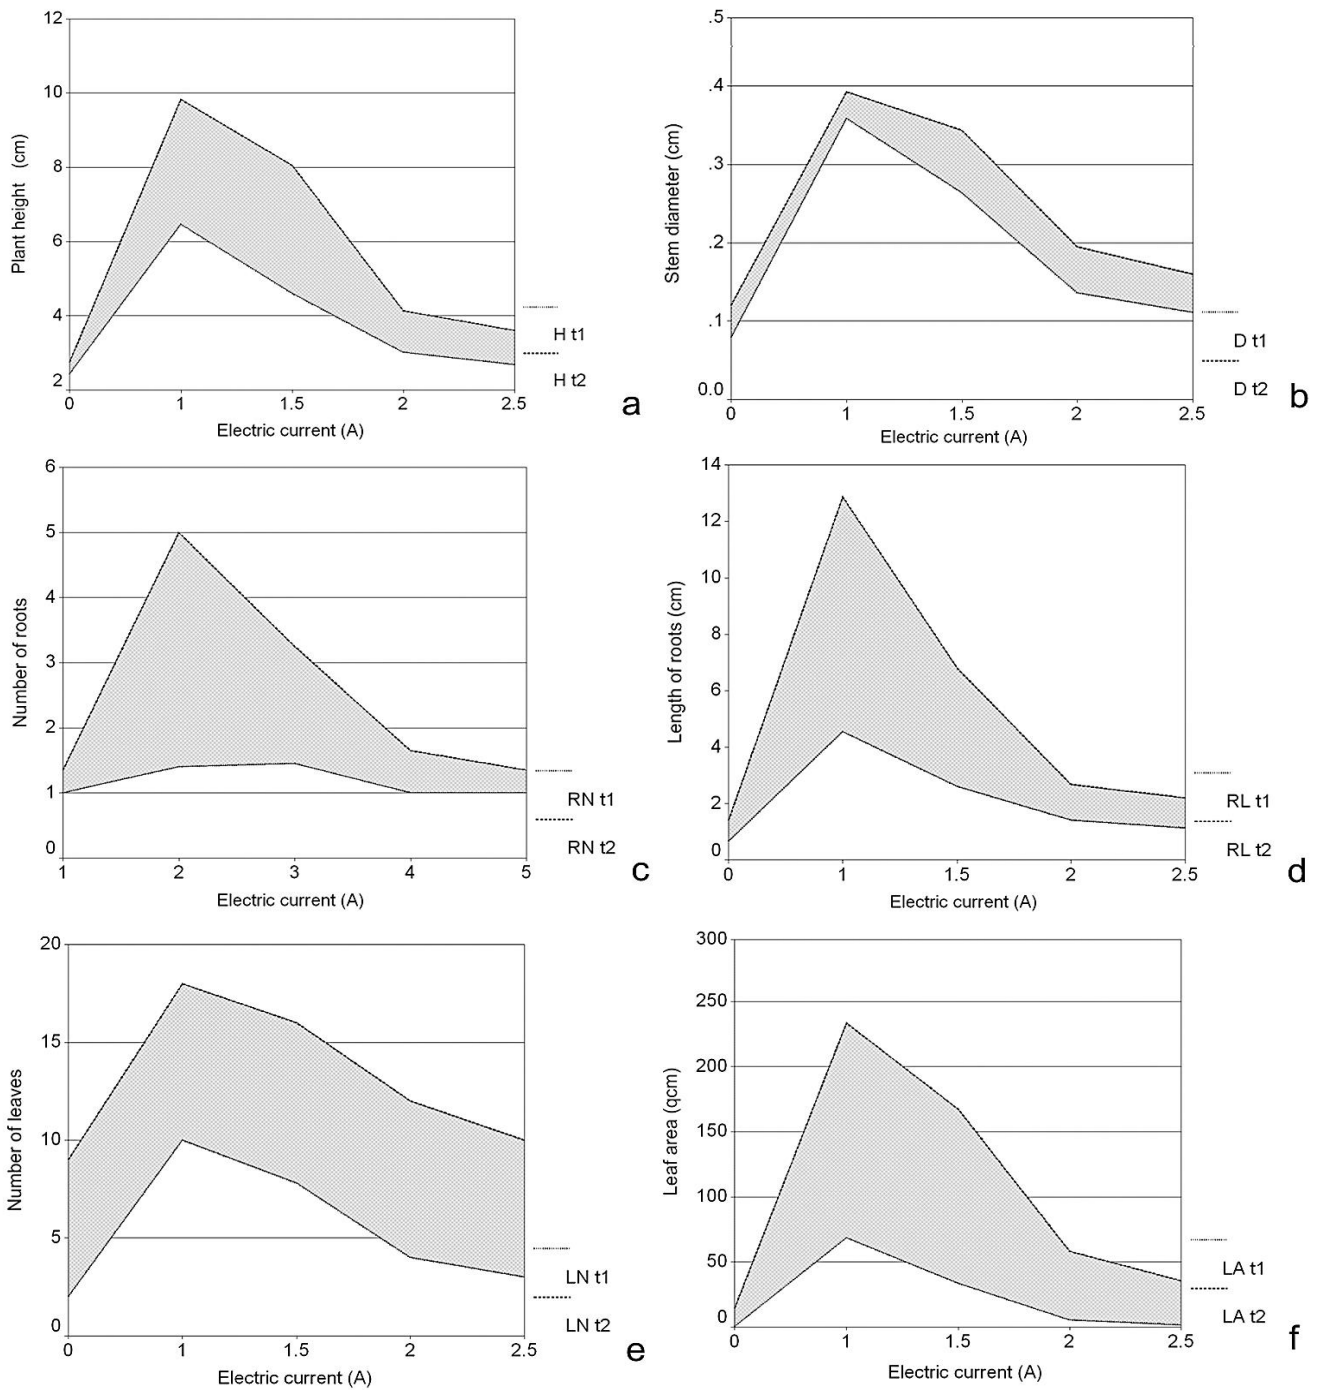 12
10
8
6
4
2
Plant height (cm)
0 1 1.5 2 2.5
Electric current (A)
H t1
H t2
a
.5
.4
.3
.2
.1
0.0
Stem diameter (cm)
0 1 1.5 2 2.5
Electric current (A)
D t1
D t2
b
6
5
4
3
2
1
0
Number of roots
1 2 3 4 5
Electric current (A)
RN t1
RN t2
c
14
12
10
8
6
4
2
0
Length of roots (cm)
0 1 1.5 2 2.5
Electric current (A)
RL t1
RL t2
d
20
15
10
5
0
Number of leaves
0 1 1.5 2 2.5
Electric current (A)
LN t1
LN t2
e
300
250
200
150
100
50
0
Leaf area (qcm)
0 1 1.5 2 2.5
Electric current (A)
LA t1
LA t2
f